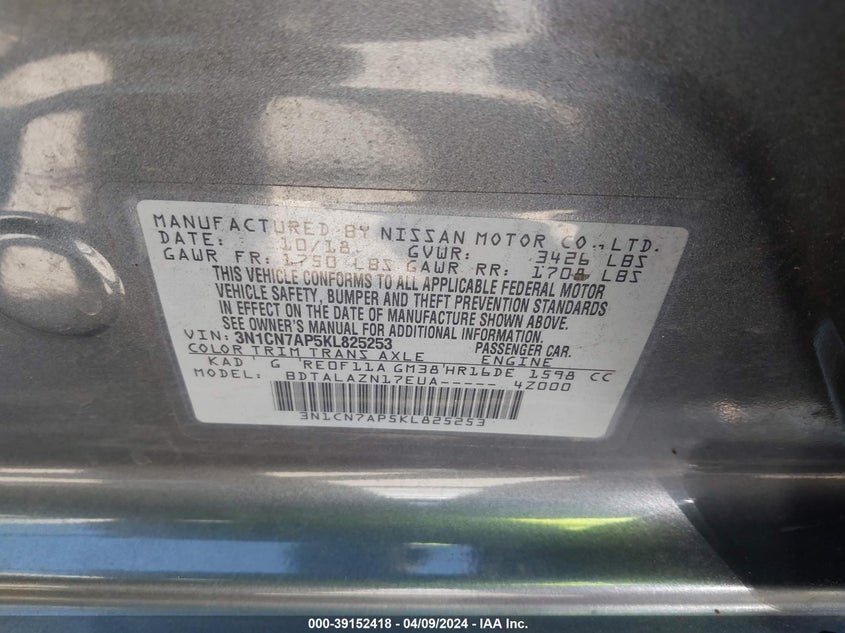 MANUFACTURED BY NISSAN MOTOR CO.,LTD.
DATE: 10/18 GVWR: 3426 LBS
GAWR FR: 1750 LBS GAWR RR: 1708 LBS
THIS VEHICLE CONFORMS TO ALL APPLICABLE FEDERAL MOTOR
VEHICLE SAFETY, BUMPER AND THEFT PREVENTION STANDARDS
IN EFFECT ON THE DATE OF MANUFACTURE SHOWN ABOVE.
SEE OWNER'S MANUAL FOR ADDITIONAL INFORMATION.
VIN: 3N1CN7AP5KL825253 PASSENGER CAR.
COLOR TRIM TRANS AXLE ENGINE
KAD G RE0F11A GM38 HR16DE 1598 CC
MODEL: BDTALAZN17EUA----- 4Z000
3N1CN7AP5KL825253
000-39152418 | 04/09/2024 | IAA Inc.